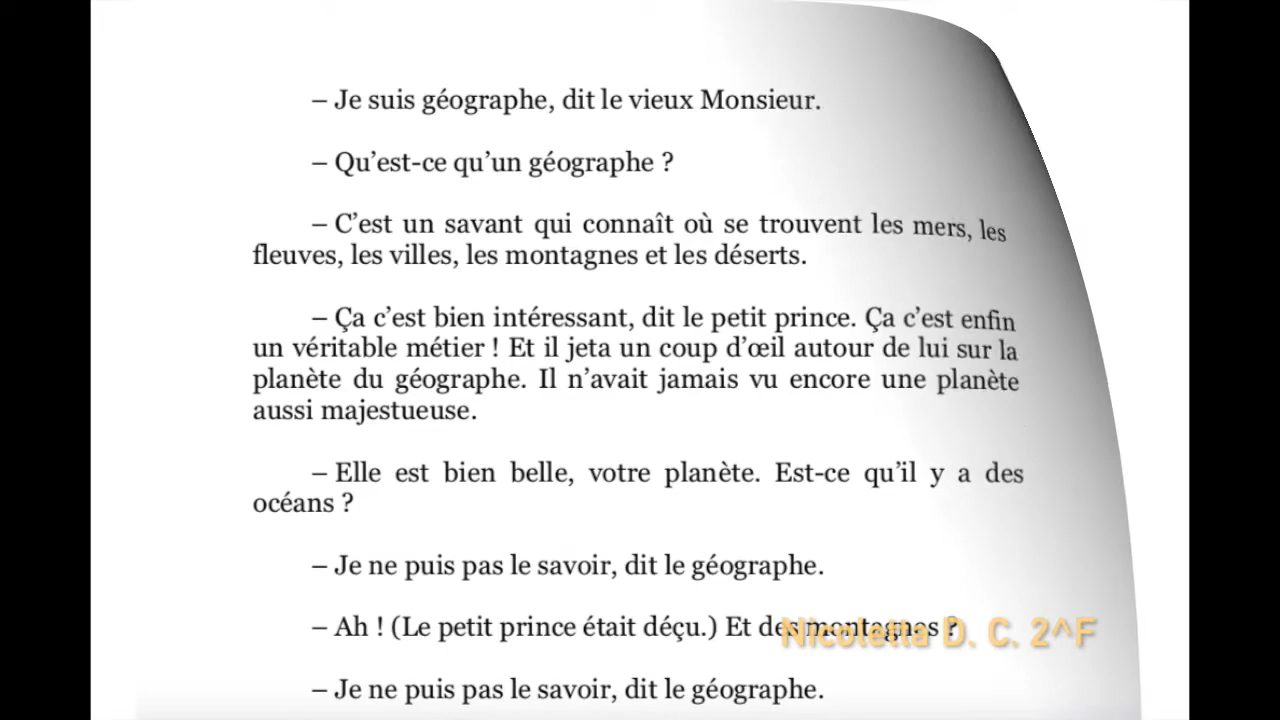 – Je suis géographe, dit le vieux Monsieur.
– Qu’est-ce qu’un géographe ?
– C’est un savant qui connaît où se trouvent les mers, les
fleuves, les villes, les montagnes et les déserts.
– Ça c’est bien intéressant, dit le petit prince. Ça c’est enfin
un véritable métier ! Et il jeta un coup d’œil autour de lui sur la
planète du géographe. Il n’avait jamais vu encore une planète
aussi majestueuse.
– Elle est bien belle, votre planète. Est-ce qu’il y a des
océans ?
– Je ne puis pas le savoir, dit le géographe.
– Ah ! (Le petit prince était déçu.) Et des montagnes ?
Nicoletta D. C. 2^F
– Je ne puis pas le savoir, dit le géographe.